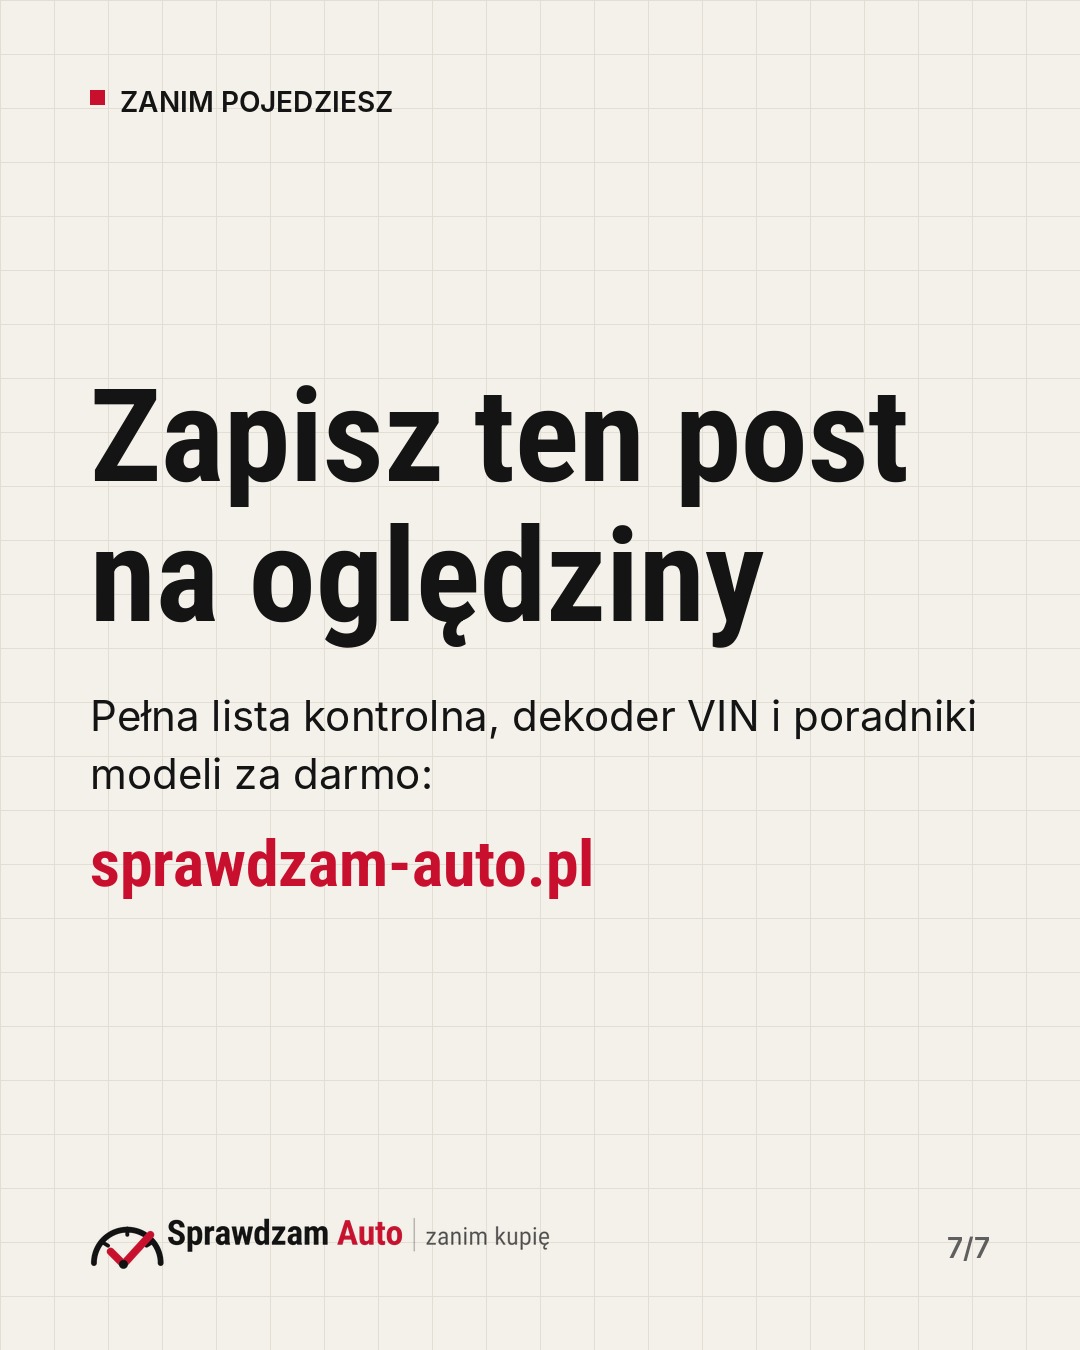 ZANIM POJEDZIESZ
Zapisz ten post
na oględziny
Pełna lista kontrolna, dekoder VIN i poradniki
modeli za darmo:
sprawdzam-auto.pl
Sprawdzam Auto | zanim kupię
7/7